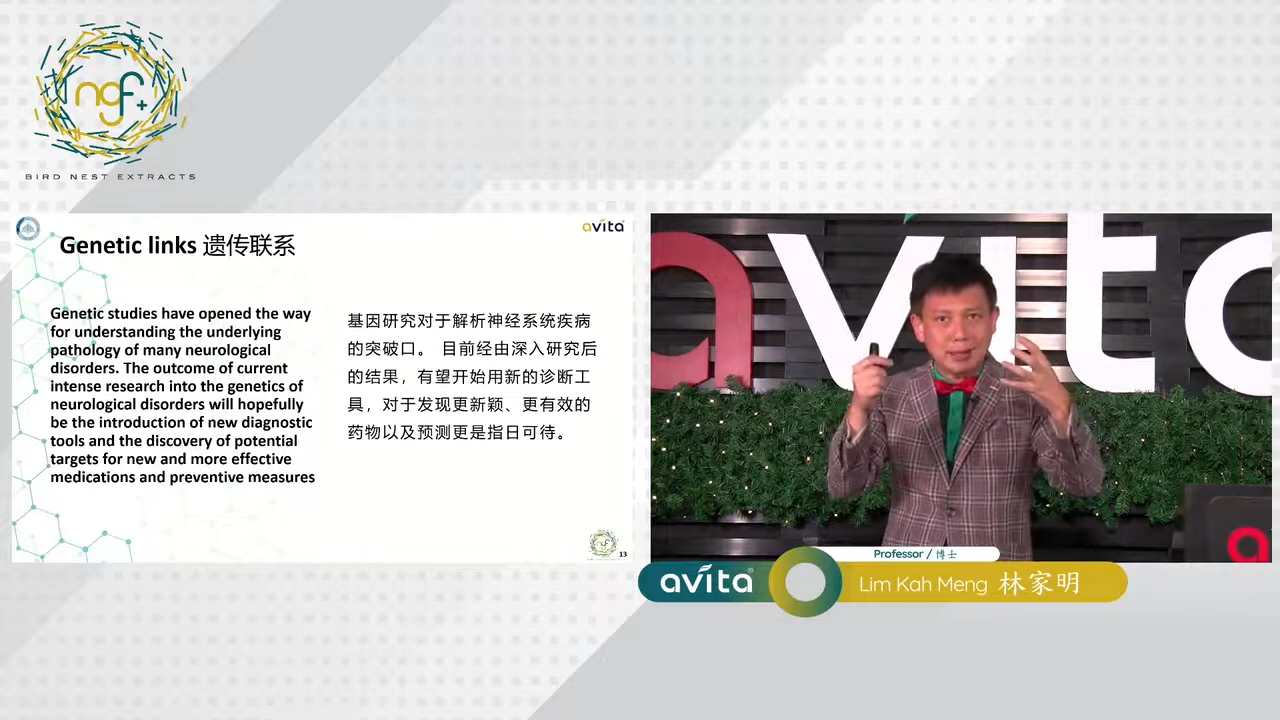 ngf+
BIRD NEST EXTRACTS
avita
Genetic links 遗传联系
Genetic studies have opened the way
for understanding the underlying
pathology of many neurological
disorders. The outcome of current
intense research into the genetics of
neurological disorders will hopefully
be the introduction of new diagnostic
tools and the discovery of potential
targets for new and more effective
medications and preventive measures
基因研究对于解析神经系统疾病
的突破口。 目前经由深入研究后
的结果，有望开始用新的诊断工
具，对于发现更新颖、更有效的
药物以及预测更是指日可待。
13
avita
a
Professor / 博士
avita®
Lim Kah Meng 林家明